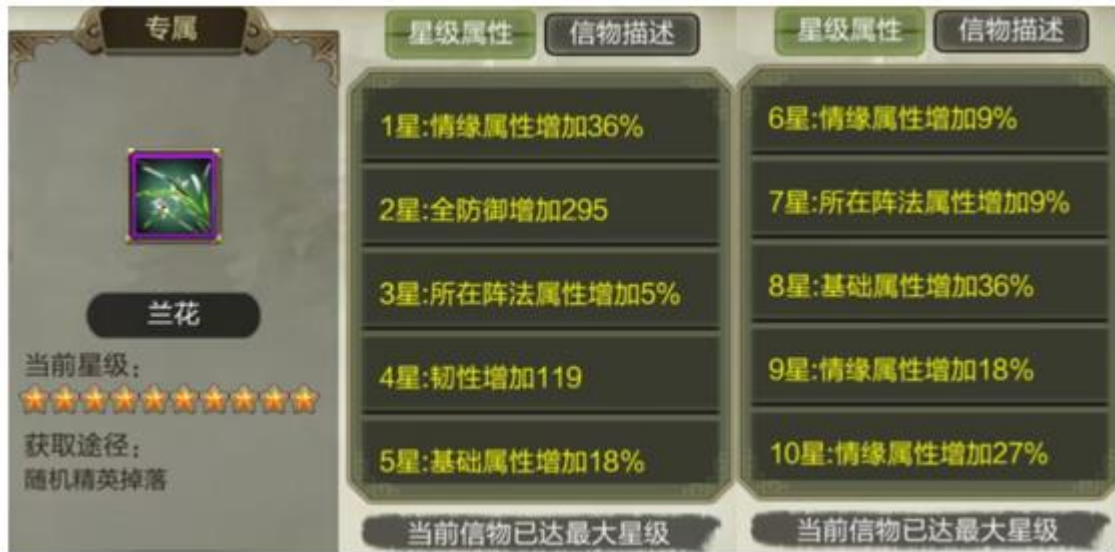 专属
兰花
当前星级：
获取途径：
随机精英掉落
星级属性
信物描述
1星:情缘属性增加36%
2星:全防御增加295
3星:所在阵法属性增加5%
4星:韧性增加119
5星:基础属性增加18%
当前信物已达最大星级
星级属性
信物描述
6星:情缘属性增加9%
7星:所在阵法属性增加9%
8星:基础属性增加36%
9星:情缘属性增加18%
10星:情缘属性增加27%
当前信物已达最大星级